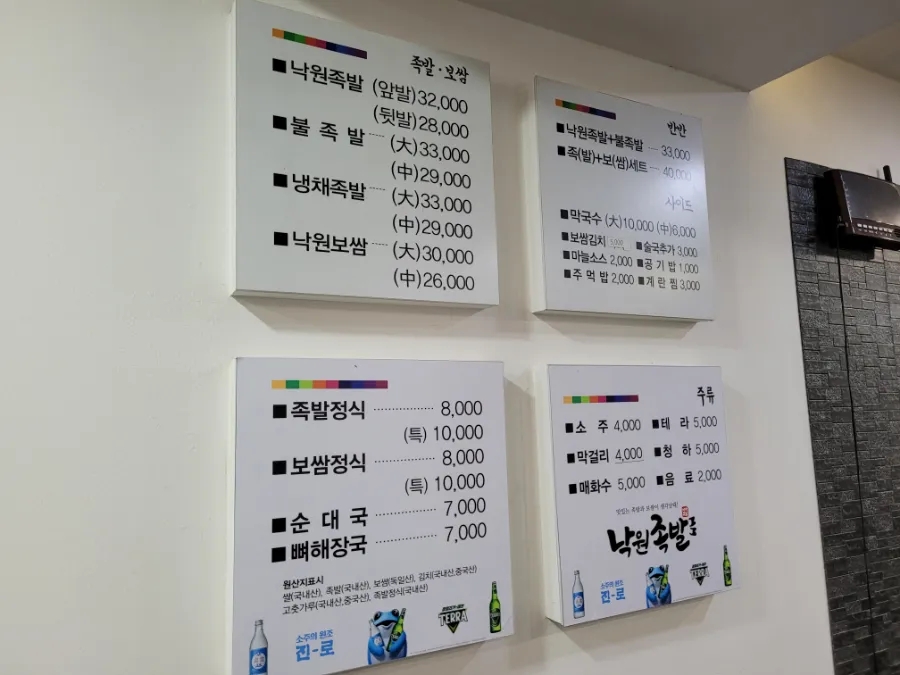 족발·보쌈
■낙원족발 (앞발)32,000
(뒷발)28,000
■불 족 발 ---- (大)33,000
(中)29,000
■냉채족발 ---- (大)33,000
(中)29,000
■낙원보쌈 ---- (大)30,000
(中)26,000
반반
■낙원족발+불족발 --- 33,000
■족(발)+보(쌈)세트 -- 40,000
사이드
■막국수 (大)10,000 (中)6,000
■보쌈김치 ■술국추가 3,000
■마늘소스 2,000 ■공 기 밥 1,000
■주 먹 밥 2,000 ■계 란 찜 3,000
■족발정식 ················ 8,000
(특) 10,000
■보쌈정식 ················ 8,000
(특) 10,000
■순 대 국 ················ 7,000
■뼈해장국 ················ 7,000
원산지표시
쌀(국내산), 족발(국내산), 보쌈(독일산), 김치(국내산,중국산)
고춧가루(국내산,중국산), 족발정식(국내산)
소주의 원조
진-로
TERRA
주류
■소 주 4,000 ■테 라 5,000
■막걸리 4,000 ■청 하 5,000
■매화수 5,000 ■음 료 2,000
낙원족발
소주의 원조
진-로
TERRA